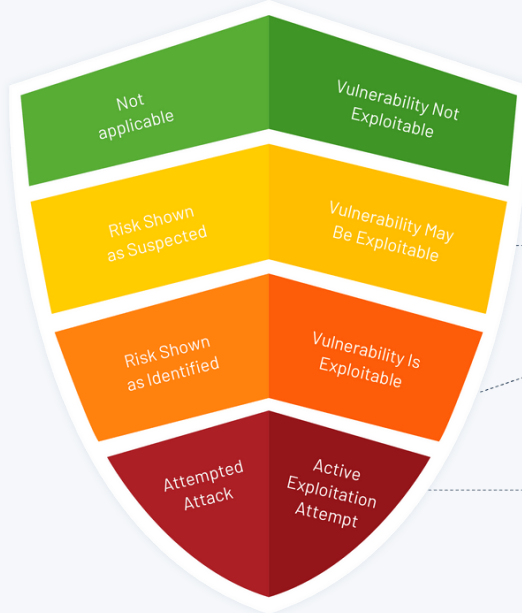 Not
applicable
Vulnerability Not
Exploitable
Risk Shown
as Suspected
Vulnerability May
Be Exploitable
Risk Shown
as Identified
Vulnerability Is
Exploitable
Attempted
Attack
Active
Exploitation
Attempt